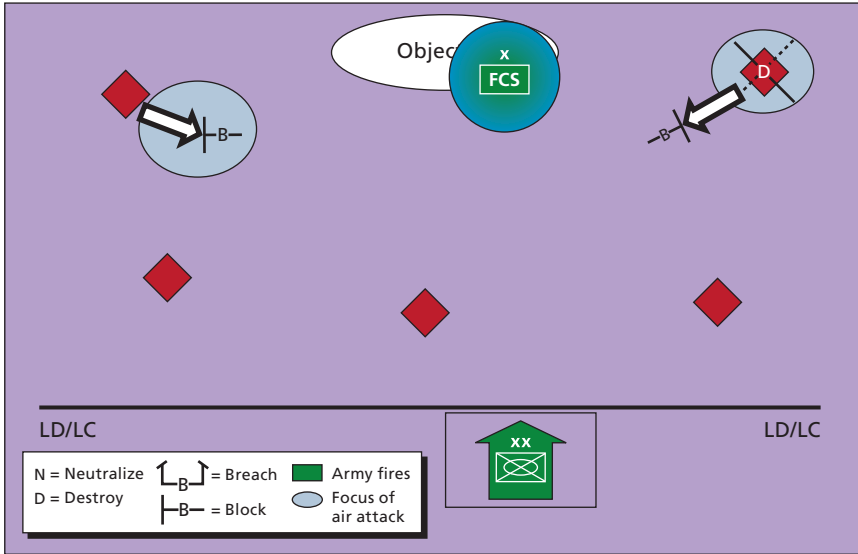 Objec
x
FCS
D
B
B
LD/LC
LD/LC
xx
N = Neutralize
D = Destroy
B = Breach
B = Block
Army fires
Focus of
air attack